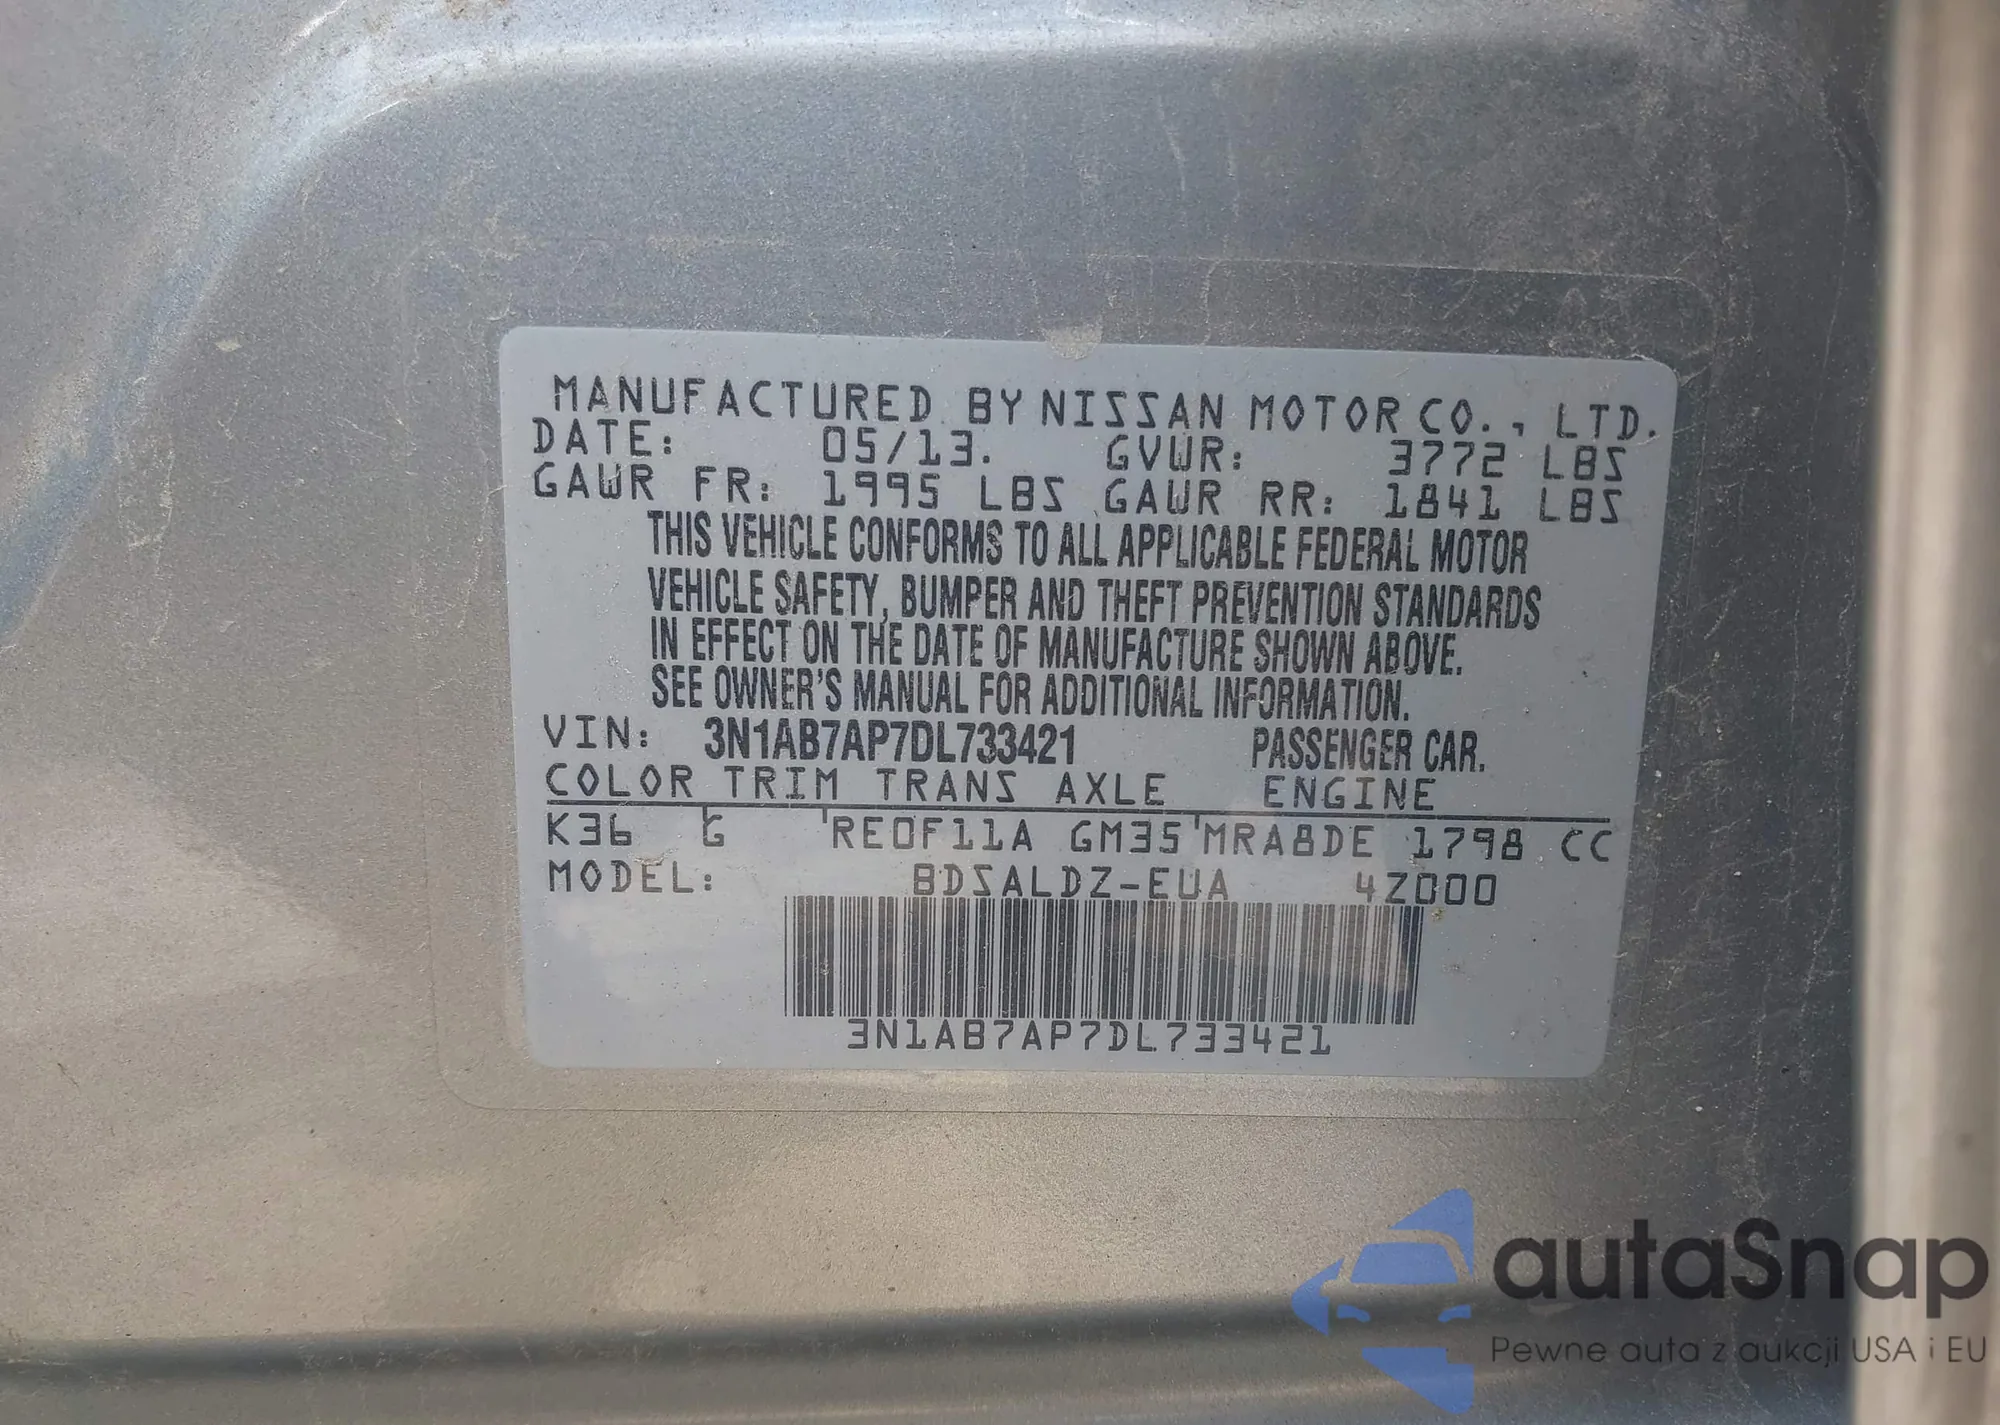 MANUFACTURED BY NISSAN MOTOR CO., LTD.
DATE: 05/13. GVWR: 3772 LBS
GAWR FR: 1995 LBS GAWR RR: 1841 LBS
THIS VEHICLE CONFORMS TO ALL APPLICABLE FEDERAL MOTOR
VEHICLE SAFETY, BUMPER AND THEFT PREVENTION STANDARDS
IN EFFECT ON THE DATE OF MANUFACTURE SHOWN ABOVE.
SEE OWNER'S MANUAL FOR ADDITIONAL INFORMATION.
VIN: 3N1AB7AP7DL733421 PASSENGER CAR.
COLOR TRIM TRANS AXLE ENGINE
K36 G RE0F11A GM35 MRA8DE 1798 CC
MODEL: BDSALDZ-EUA 4Z000
3N1AB7AP7DL733421
autaSnap
Pewne auta z aukcji USA i EU